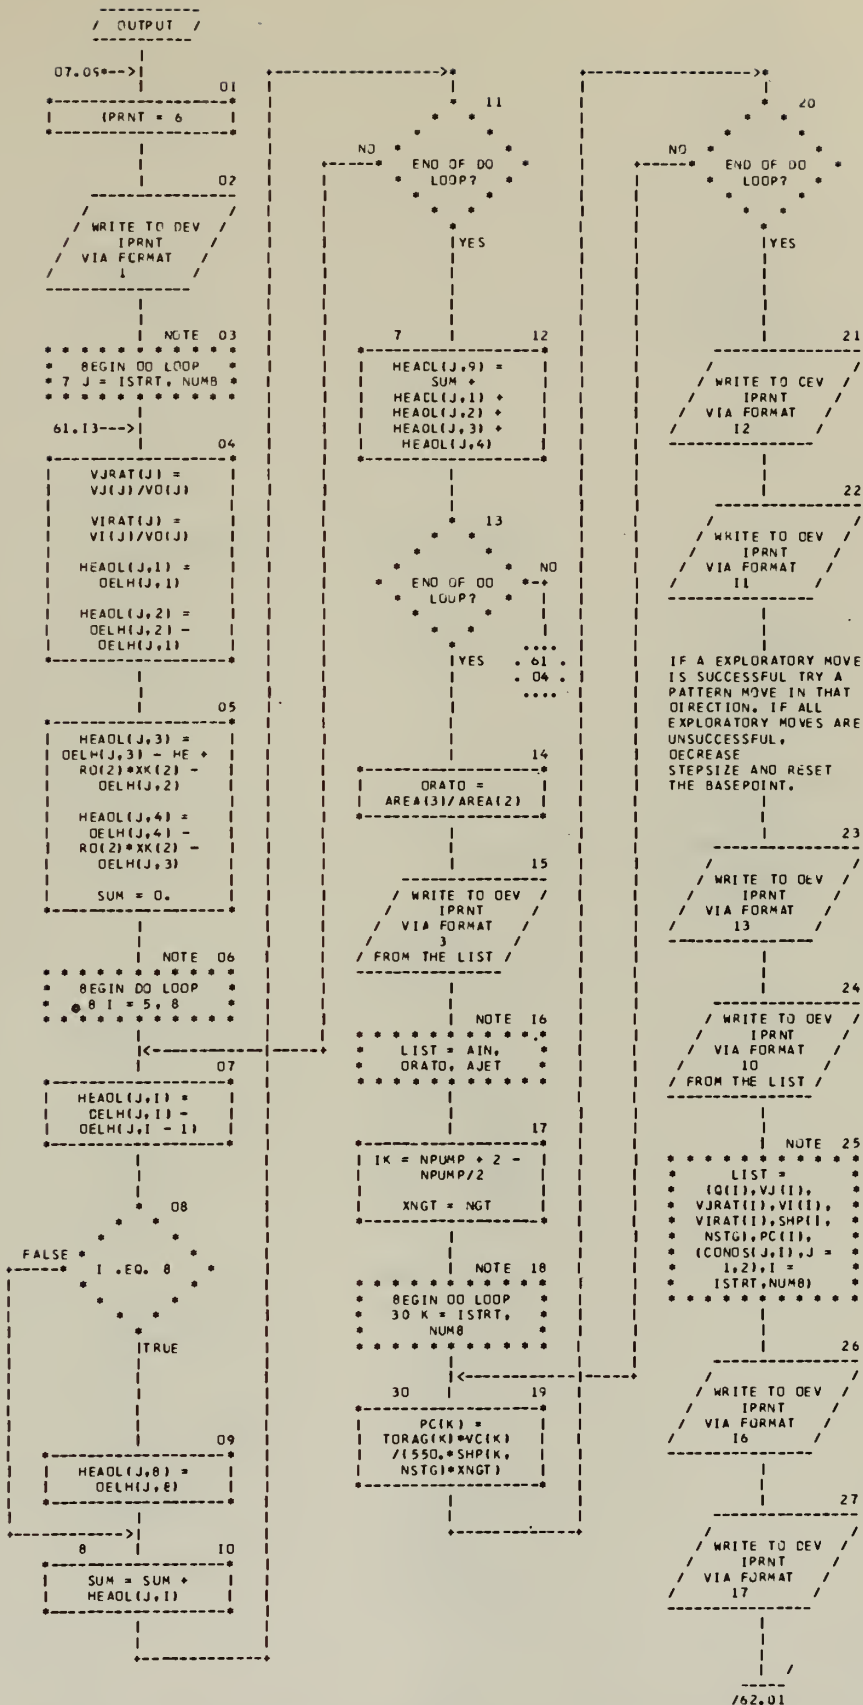 / OUTPUT /
07.05*-->|
01
IPRNT = 6
02
WRITE TO DEV
IPRNT
VIA FORMAT
1
NOTE 03
BEGIN DO LOOP
7 J = ISTRT, NUMB
61.13--->|
04
VJRAT(J) =
VJ(J)/VO(J)
VIRAT(J) =
VI(J)/VO(J)
HEADL(J,1) =
DELH(J,1)
HEADL(J,2) =
DELH(J,2) -
DELH(J,1)
05
HEADL(J,3) =
DELH(J,3) - HE +
RO(2)*XK(2) -
DELH(J,2)
HEADL(J,4) =
DELH(J,4) -
RO(2)*XK(2) -
DELH(J,3)
SUM = 0.
NOTE 06
BEGIN DO LOOP
8 I = 5, 8
07
HEADL(J,I) =
DELH(J,I) -
DELH(J,I - 1)
08
FALSE
I .EQ. 8
TRUE
09
HEADL(J,8) =
DELH(J,8)
8 10
SUM = SUM +
HEADL(J,I)
11
NO
END OF DO
LOOP?
YES
7 12
HEADL(J,9) =
SUM +
HEADL(J,1) +
HEADL(J,2) +
HEADL(J,3) +
HEADL(J,4)
13
NO
END OF DO
LOOP?
YES
61
04
14
ORATO =
AREA(3)/AREA(2)
15
WRITE TO DEV
IPRNT
VIA FORMAT
3
FROM THE LIST
NOTE 16
LIST = AIN,
ORATO, AJET
17
IK = NPUMP + 2 -
NPUMP/2
XNGT = NGT
NOTE 18
BEGIN DO LOOP
30 K = ISTRT,
NUMB
30 19
PC(K) =
TDRAG(K)*VC(K)
/(550.*SHP(K,
NSTG)*XNGT)
20
NO
END OF DO
LOOP?
YES
21
WRITE TO DEV
IPRNT
VIA FORMAT
12
22
WRITE TO DEV
IPRNT
VIA FORMAT
11
IF A EXPLORATORY MOVE
IS SUCCESSFUL TRY A
PATTERN MOVE IN THAT
DIRECTION. IF ALL
EXPLORATORY MOVES ARE
UNSUCCESSFUL,
DECREASE
STEPSIZE AND RESET
THE BASEPOINT.
23
WRITE TO DEV
IPRNT
VIA FORMAT
13
24
WRITE TO DEV
IPRNT
VIA FORMAT
10
FROM THE LIST
NOTE 25
LIST =
(Q(I),VJ(I),
VJRAT(I),VI(I),
VIRAT(I),SHP(I,
NSTG),PC(I),
(CONDS(J,I),J =
1,2),I =
ISTRT,NUMB)
26
WRITE TO DEV
IPRNT
VIA FORMAT
16
27
WRITE TO DEV
IPRNT
VIA FORMAT
17
/62.01